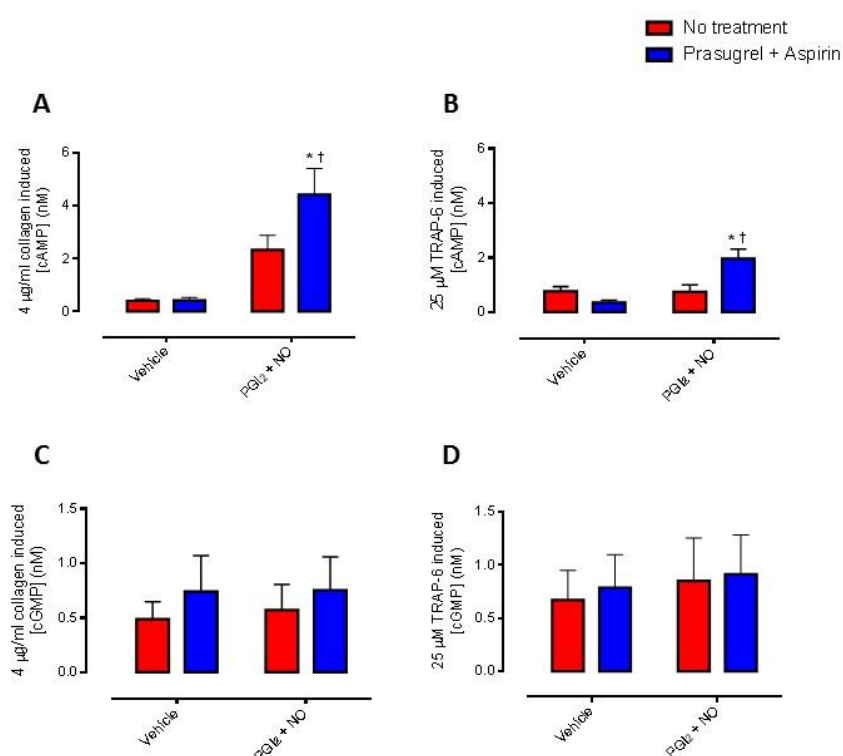 No treatment
Prasugrel + Aspirin
A
B
4 µg/ml collagen induced
[cAMP] (nM)
6
4
2
0
* †
Vehicle
PGI₂ + NO
25 µM TRAP-6 induced
[cAMP] (nM)
6
4
2
0
* †
Vehicle
PGI₂ + NO
C
D
4 µg/ml collagen induced
[cGMP] (nM)
1.5
1.0
0.5
0.0
Vehicle
PGI₂ + NO
25 µM TRAP-6 induced
[cGMP] (nM)
1.5
1.0
0.5
0.0
Vehicle
PGI₂ + NO